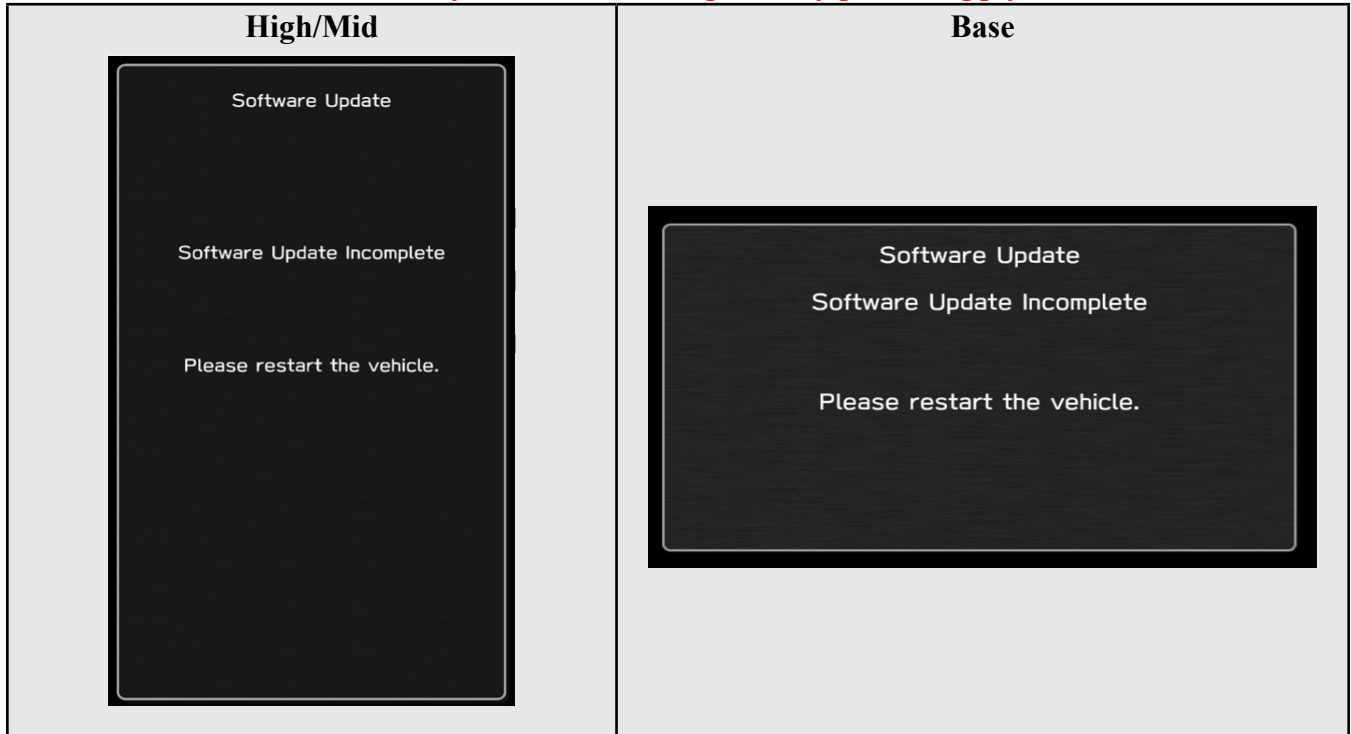 High/Mid
Base
Software Update
Software Update Incomplete
Please restart the vehicle.
Software Update
Software Update Incomplete
Please restart the vehicle.